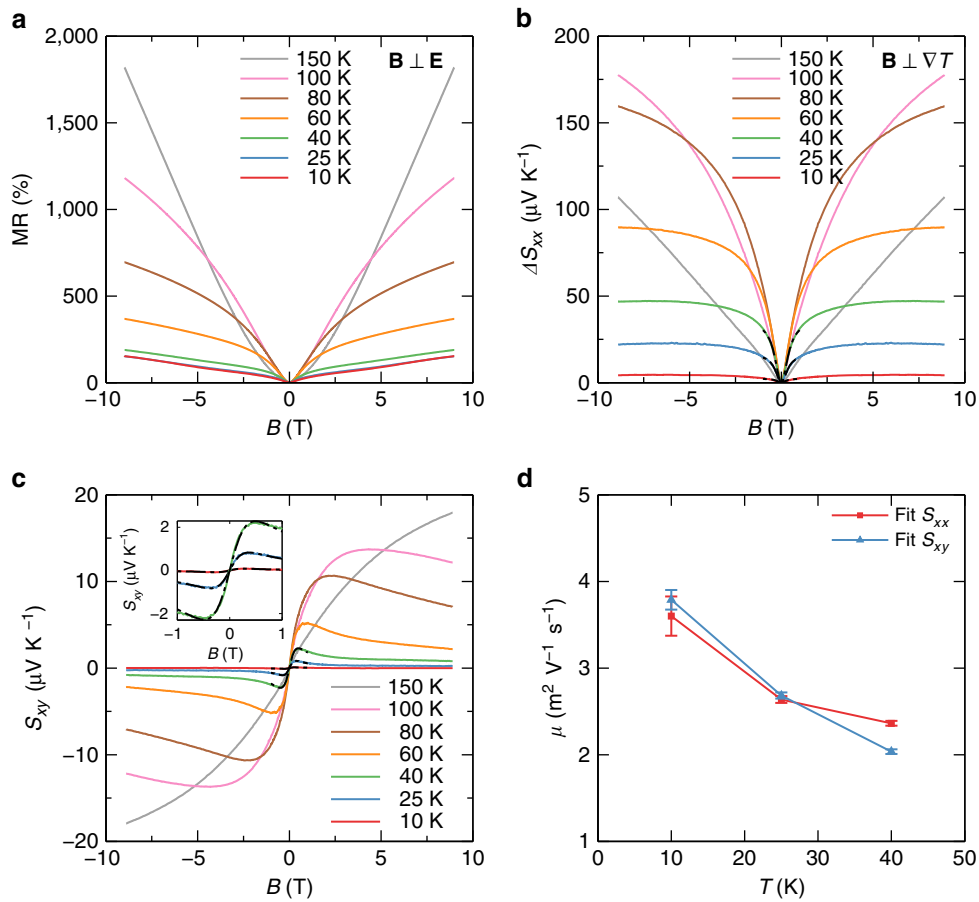 a
2,000
1,500
1,000
500
0
MR (%)
−10
−5
0
5
10
B (T)
150 K
100 K
80 K
60 K
40 K
25 K
10 K
B ⊥ E
b
200
150
100
50
0
ΔSxx (μV K−1)
−10
−5
0
5
10
B (T)
150 K
100 K
80 K
60 K
40 K
25 K
10 K
B ⊥ ∇T
c
20
10
0
−10
−20
Sxy (μV K −1)
−10
−5
0
5
10
B (T)
2
0
−2
Sxy (μV K−1)
−1
0
1
B (T)
150 K
100 K
80 K
60 K
40 K
25 K
10 K
d
5
4
3
2
1
μ (m2 V−1 s−1)
0
10
20
30
40
50
T (K)
Fit Sxx
Fit Sxy